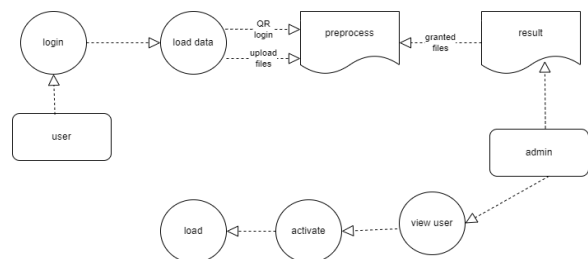 login
load data
QR
login
upload
files
preprocess
granted
files
result
user
admin
load
activate
view user